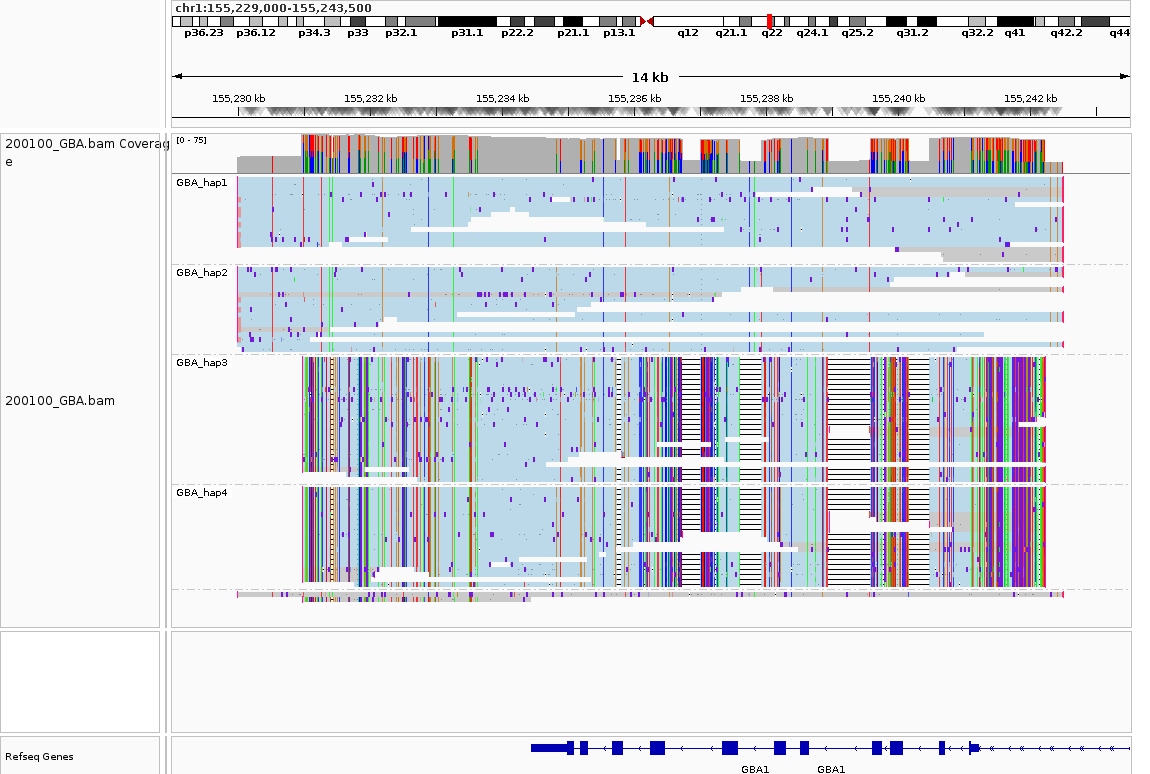 chr1:155,229,000-155,243,500
p36.23 p36.12 p34.3 p33 p32.1 p31.1 p22.2 p21.1 p13.1 q12 q21.1 q22 q24.1 q25.2 q31.2 q32.2 q41 q42.2 q44
14 kb
155,230 kb 155,232 kb 155,234 kb 155,236 kb 155,238 kb 155,240 kb 155,242 kb
200100_GBA.bam Coverag
e
[0 - 75]
GBA_hap1
GBA_hap2
GBA_hap3
200100_GBA.bam
GBA_hap4
Refseq Genes
GBA1 GBA1